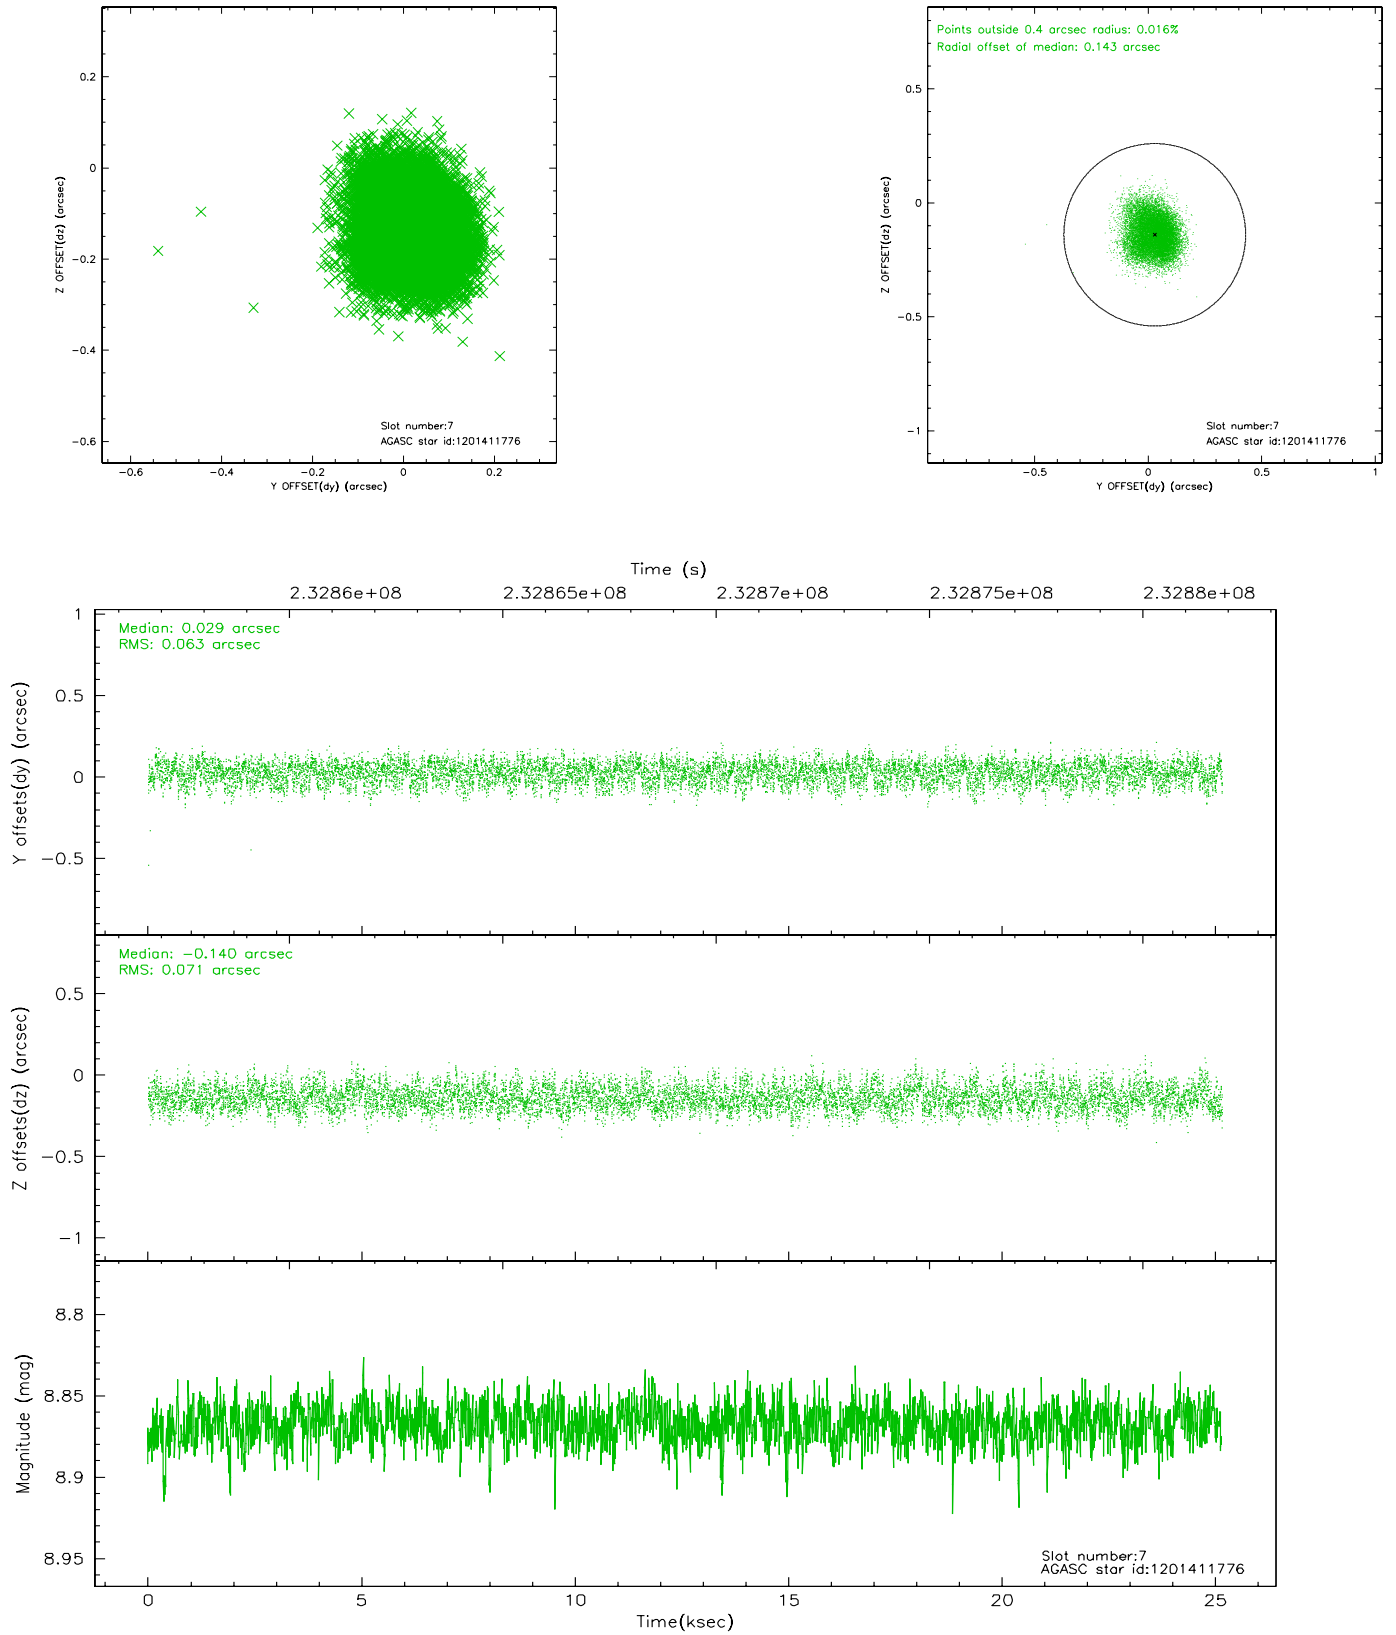 0.2
0
−0.2
−0.4
−0.6
Z OFFSET(dz) (arcsec)
Slot number:7
AGASC star id:1201411776
−0.6 −0.4 −0.2 0 0.2
Y OFFSET(dy) (arcsec)
Points outside 0.4 arcsec radius: 0.016%
Radial offset of median: 0.143 arcsec
0.5
0
−0.5
−1
Z OFFSET(dz) (arcsec)
Slot number:7
AGASC star id:1201411776
−0.5 0 0.5 1
Y OFFSET(dy) (arcsec)
Time (s)
2.3286e+08 2.32865e+08 2.3287e+08 2.32875e+08 2.3288e+08
Median: 0.029 arcsec
RMS: 0.063 arcsec
1
0.5
0
−0.5
Y offsets(dy) (arcsec)
Median: −0.140 arcsec
RMS: 0.071 arcsec
0.5
0
−0.5
−1
Z offsets(dz) (arcsec)
8.8
8.85
8.9
8.95
Magnitude (mag)
Slot number:7
AGASC star id:1201411776
0 5 10 15 20 25
Time(ksec)